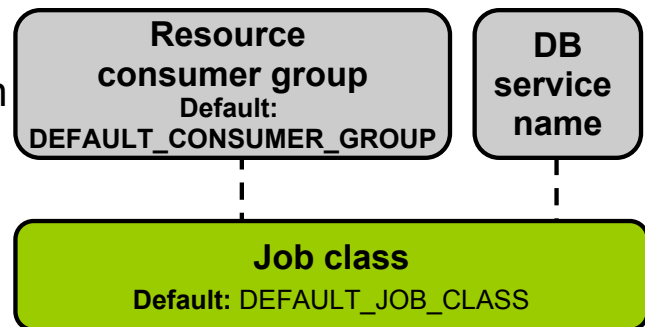 Resource
consumer group
Default:
DEFAULT_CONSUMER_GROUP
DB
service
name
Job class
Default: DEFAULT_JOB_CLASS